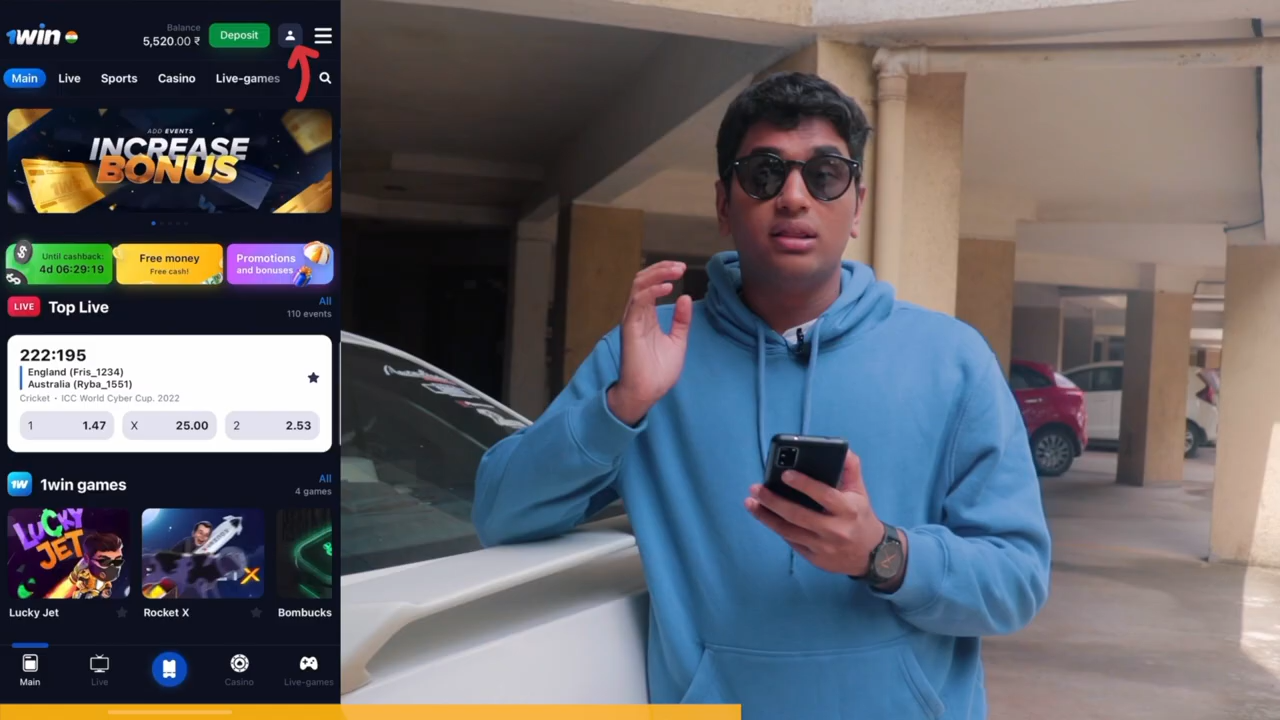 1win
Balance
5,520.00 ₹
Deposit
Main
Live
Sports
Casino
Live-games
ADD EVENTS
INCREASE
BONUS
1WIN
Until cashback:
4d 06:29:19
Free money
Free cash!
Promotions
and bonuses
LIVE
Top Live
All
110 events
222:195
England (Fris_1234)
Australia (Ryba_1551)
Cricket • ICC World Cyber Cup. 2022
1 1.47
X 25.00
2 2.53
1W
1win games
All
4 games
LUCKY
JET
X
Lucky Jet
Rocket X
Bombucks
Main
Live
Casino
Live-games